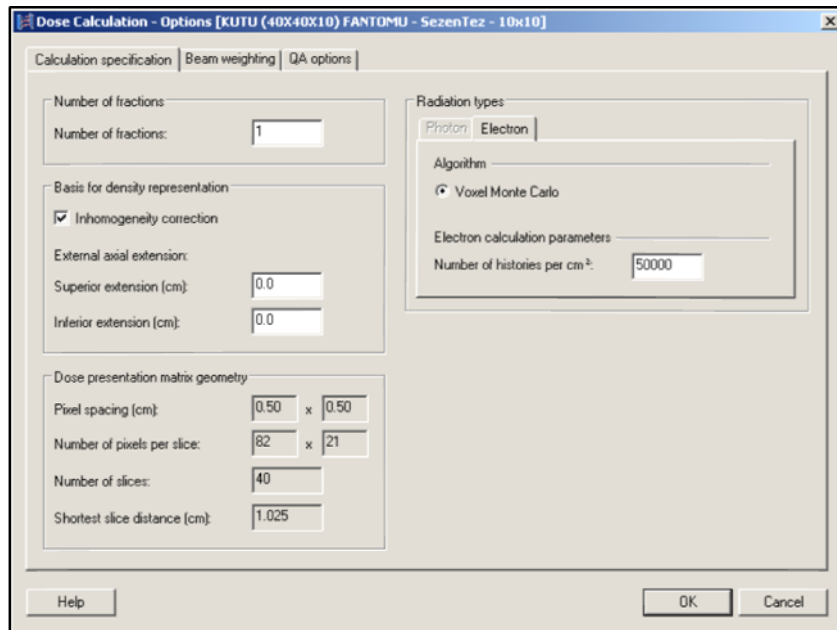 Dose Calculation - Options [KUTU (40X40X10) FANTOMU - SezenTez - 10x10]
Calculation specification Beam weighting QA options
Number of fractions
Number of fractions: 1
Basis for density representation
Inhomogeneity correction
External axial extension:
Superior extension (cm): 0.0
Inferior extension (cm): 0.0
Dose presentation matrix geometry
Pixel spacing (cm): 0.50 x 0.50
Number of pixels per slice: 82 x 21
Number of slices: 40
Shortest slice distance (cm): 1.025
Radiation types
Photon Electron
Algorithm
Voxel Monte Carlo
Electron calculation parameters
Number of histories per cm²: 50000
Help OK Cancel